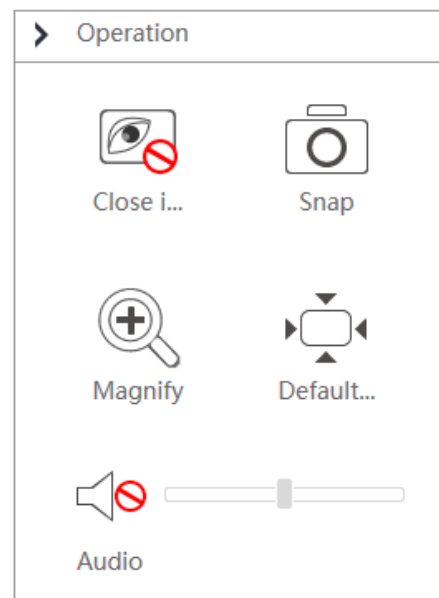 Operation
Close i...
Snap
Magnify
Default...
Audio